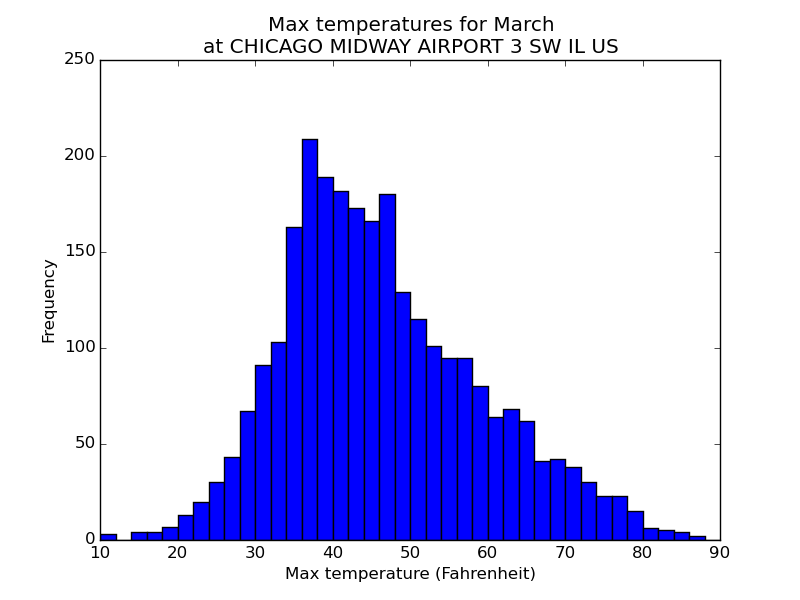 Max temperatures for March
at CHICAGO MIDWAY AIRPORT 3 SW IL US
250
200
150
100
50
0
Frequency
10 20 30 40 50 60 70 80 90
Max temperature (Fahrenheit)